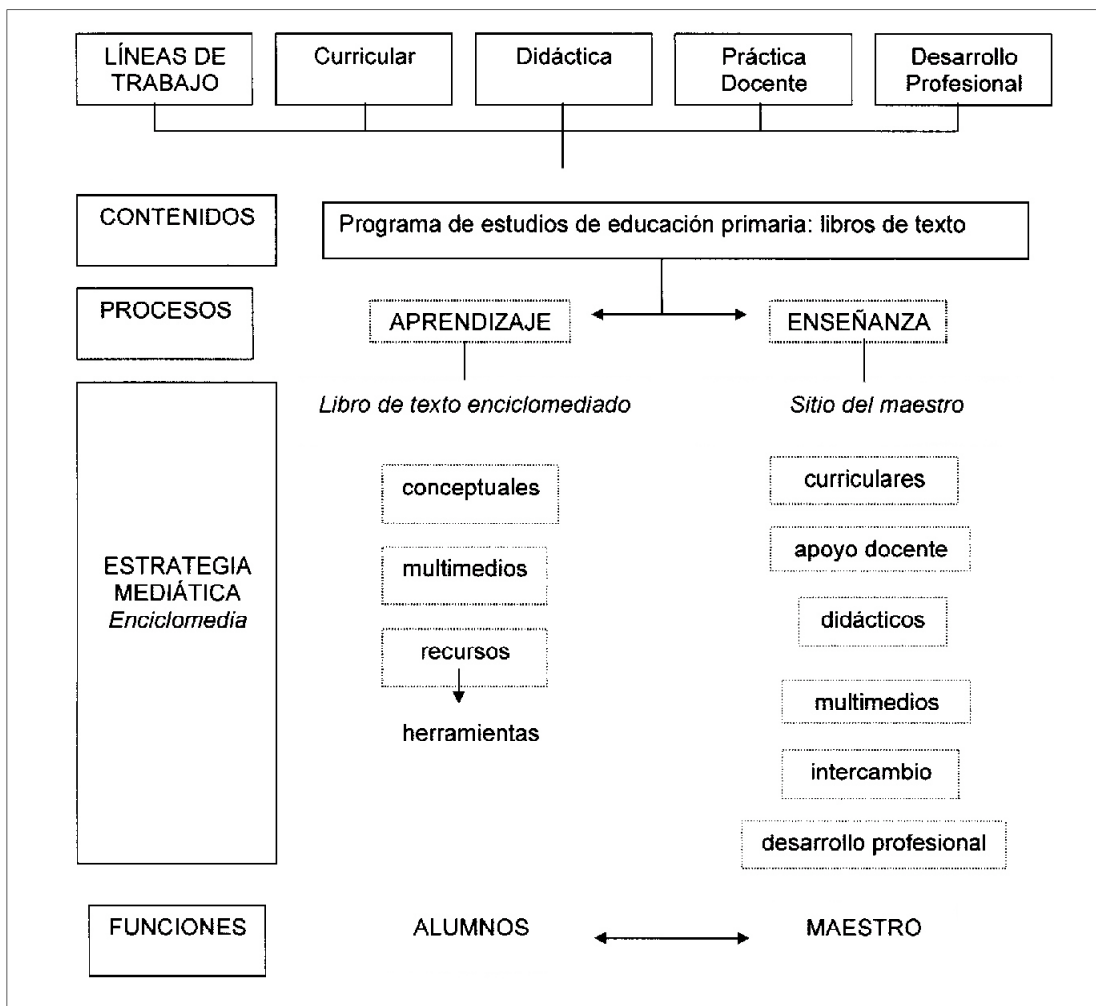 LÍNEAS DE
TRABAJO
Curricular
Didáctica
Práctica
Docente
Desarrollo
Profesional
CONTENIDOS
Programa de estudios de educación primaria: libros de texto
PROCESOS
APRENDIZAJE
ENSEÑANZA
ESTRATEGIA
MEDIÁTICA
Enciclomedia
Libro de texto enciclomediado
conceptuales
multimedios
recursos
herramientas
Sitio del maestro
curriculares
apoyo docente
didácticos
multimedios
intercambio
desarrollo profesional
FUNCIONES
ALUMNOS
MAESTRO